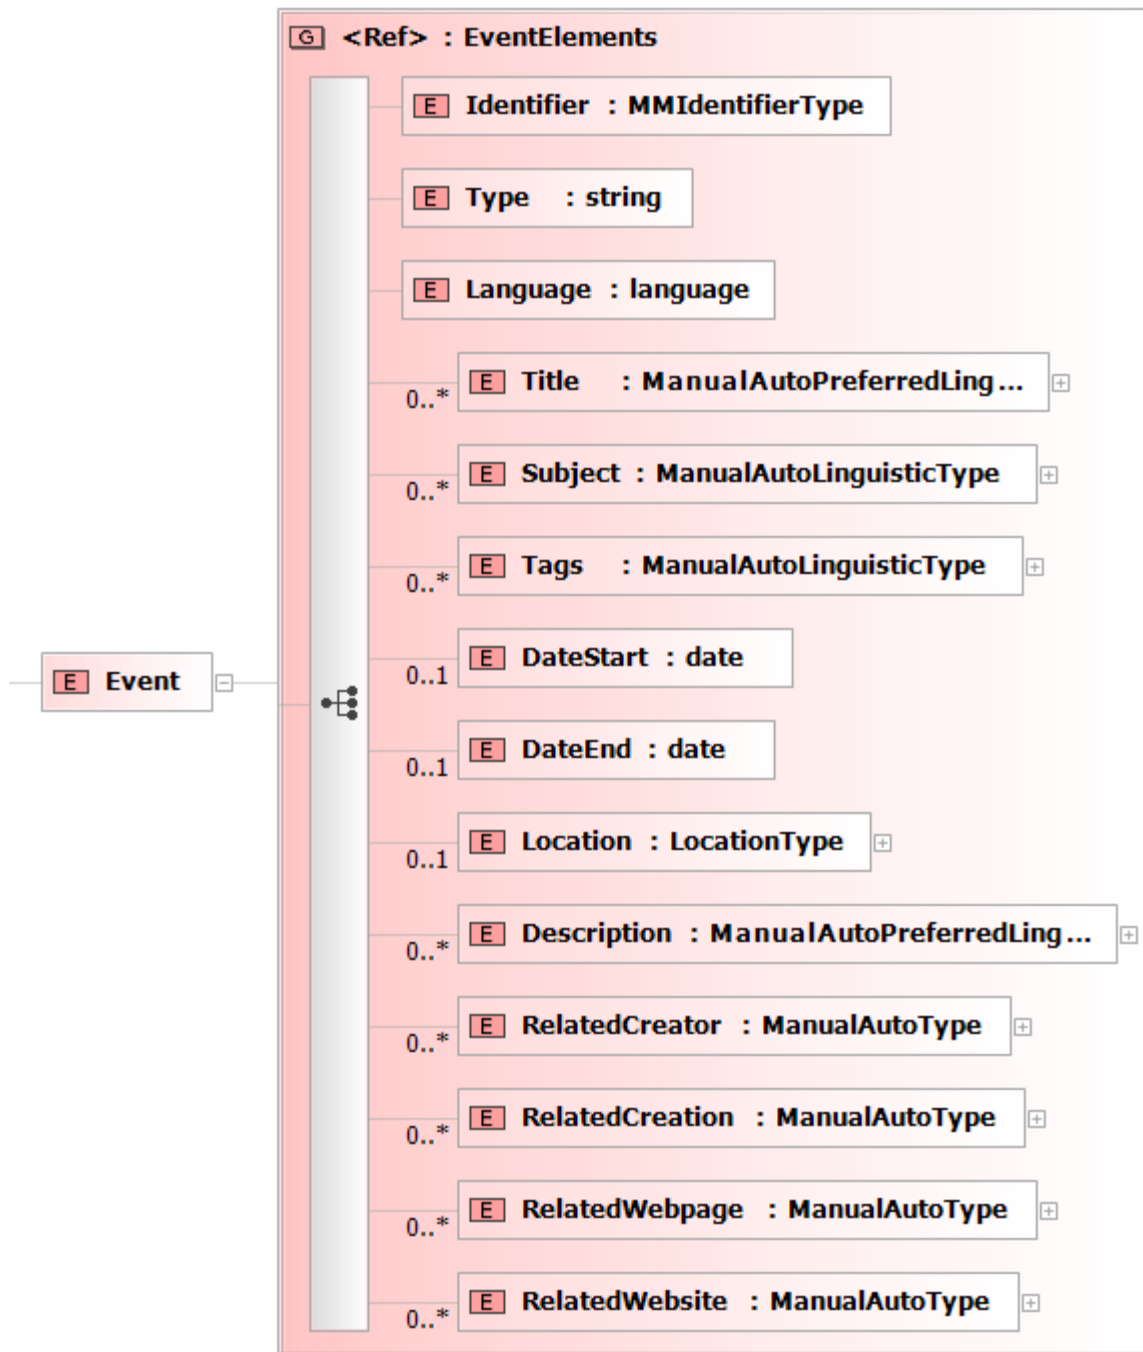 G <Ref> : EventElements
E Identifier : MMIdentifierType
E Type : string
E Language : language
0..* E Title : ManualAutoPreferredLing...
0..* E Subject : ManualAutoLinguisticType
0..* E Tags : ManualAutoLinguisticType
0..1 E DateStart : date
E Event
0..1 E DateEnd : date
0..1 E Location : LocationType
0..* E Description : ManualAutoPreferredLing...
0..* E RelatedCreator : ManualAutoType
0..* E RelatedCreation : ManualAutoType
0..* E RelatedWebpage : ManualAutoType
0..* E RelatedWebsite : ManualAutoType